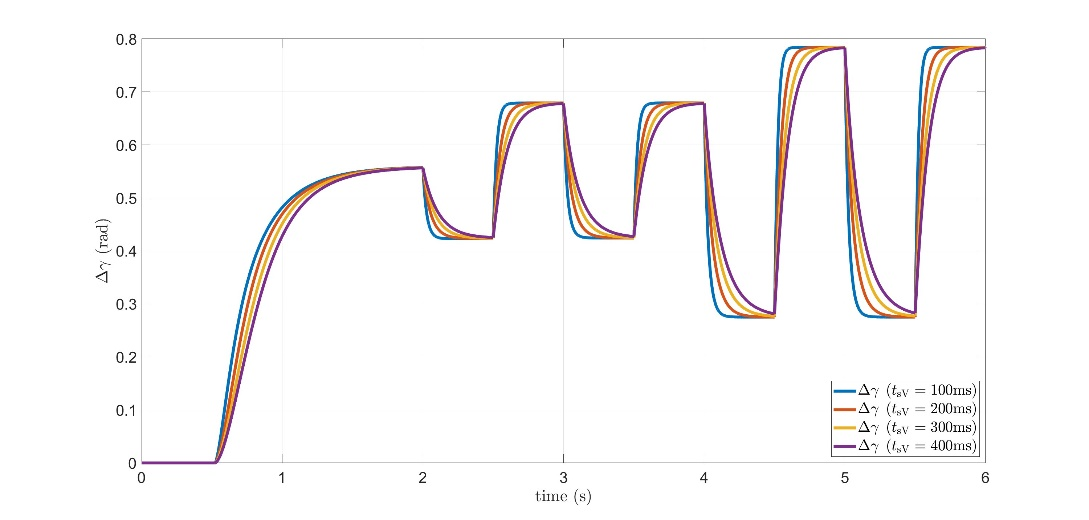 0.8
0.7
0.6
0.5
0.4
0.3
0.2
0.1
0
Δγ (rad)
0 1 2 3 4 5 6
time (s)
Δγ (t_sV = 100ms)
Δγ (t_sV = 200ms)
Δγ (t_sV = 300ms)
Δγ (t_sV = 400ms)